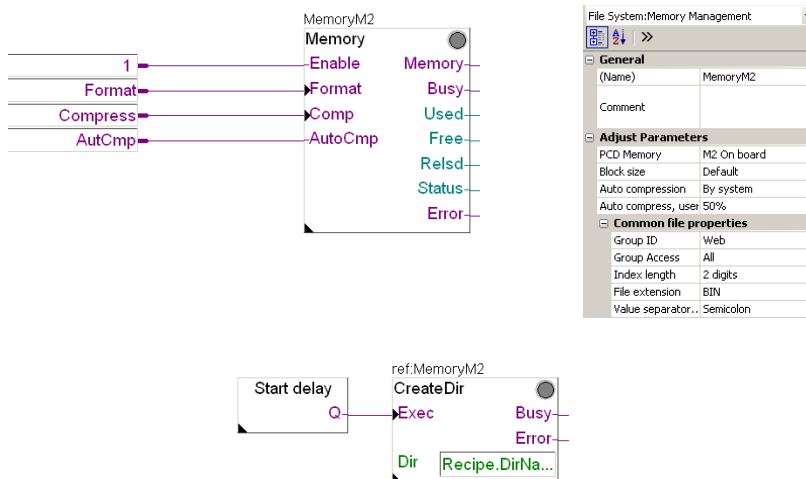 MemoryM2
Memory
1
Enable
Memory
Format
Format
Busy
Compress
Comp
Used
AutCmp
AutoCmp
Free
Relsd
Status
Error
File System:Memory Management
General
(Name) MemoryM2
Comment
Adjust Parameters
PCD Memory M2 On board
Block size Default
Auto compression By system
Auto compress, user 50%
Common file properties
Group ID Web
Group Access All
Index length 2 digits
File extension BIN
Value separator.. Semicolon
ref:MemoryM2
Start delay
CreateDir
Q
Exec
Busy
Error
Dir
Recipe.DirNa...